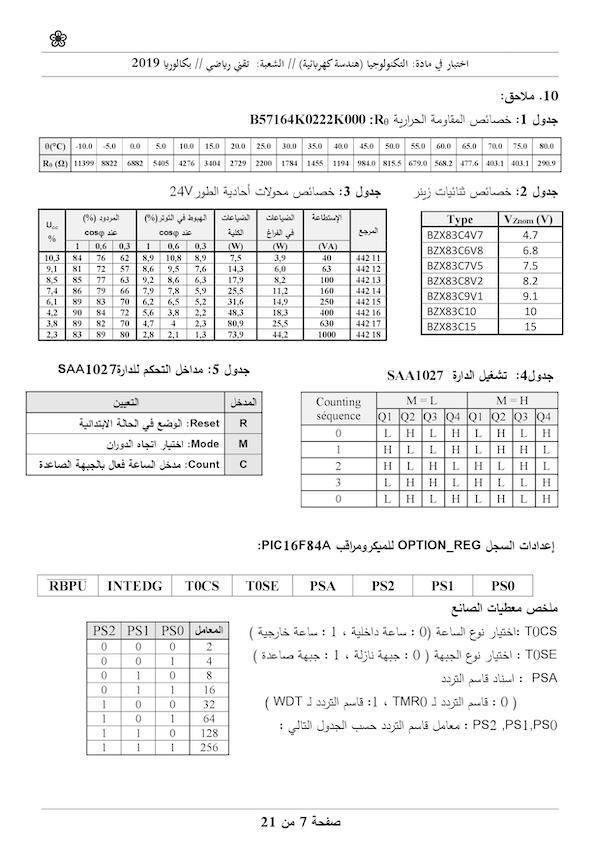 اختبار في مادة: التكنولوجيا (هندسة كهربائية) // الشعبة: تقني رياضي // بكالوريا 2019
10. ملاحق:
جدول 1: خصائص المقاومة الحرارية Rθ: B57164K0222K000
θ(°C) -10.0 -5.0 0.0 5.0 10.0 15.0 20.0 25.0 30.0 35.0 40.0 45.0 50.0 55.0 60.0 65.0 70.0 75.0 80.0
Rθ (Ω) 11399 8822 6882 5405 4276 3404 2729 2200 1784 1455 1194 984.0 815.5 679.0 568.2 477.6 403.1 403.1 290.9
جدول 2: خصائص ثنائيات زينر
Type VZnom (V)
BZX83C4V7 4.7
BZX83C6V8 6.8
BZX83C7V5 7.5
BZX83C8V2 8.2
BZX83C9V1 9.1
BZX83C10 10
BZX83C15 15
جدول 3: خصائص محولات أحادية الطور 24V
Ucc % المردود (%) عند cosφ الهبوط في التوتر (%) عند cosφ الضياعات الكلية الضياعات في الفراغ الإستطاعة المرجع
1 0,6 0,3 1 0,6 0,3 (W) (W) (VA)
10,3 84 76 62 8,9 10,8 8,9 7,5 3,9 40 442 11
9,1 81 72 57 8,6 9,5 7,6 14,3 6,0 63 442 12
8,5 85 77 63 9,2 8,6 6,3 17,9 8,2 100 442 13
7,4 86 79 66 7,9 7,8 5,9 25,5 11,2 160 442 14
6,1 89 83 70 6,2 6,5 5,2 31,6 14,9 250 442 15
4,2 90 84 72 5,6 3,8 2,2 48,3 18,3 400 442 16
3,8 89 82 70 4,7 4 2,3 80,9 25,5 630 442 17
2,3 83 89 80 2,8 2,1 1,3 73,9 44,2 1000 442 18
جدول4: تشغيل الدارة SAA1027
Counting séquence M = L M = H
Q1 Q2 Q3 Q4 Q1 Q2 Q3 Q4
0 L H L H L H L H
1 H L L H L H H L
2 H L H L H L H L
3 L H H L H L L H
0 L H L H L H L H
جدول 5: مداخل التحكم للدارة SAA1027
المدخل التعيين
R Reset: الوضع في الحالة الابتدائية
M Mode: اختيار اتجاه الدوران
C Count: مدخل الساعة فعال بالجبهة الصاعدة
إعدادات السجل OPTION_REG للميكرومراقب PIC16F84A:
RBPU INTEDG T0CS T0SE PSA PS2 PS1 PS0
ملخص معطيات الصانع
T0CS :اختيار نوع الساعة (0 : ساعة داخلية ، 1 : ساعة خارجية )
T0SE : اختيار نوع الجبهة ( 0 : جبهة نازلة ، 1 : جبهة صاعدة )
PSA : اسناد قاسم التردد
( 0 : قاسم التردد لـ TMR0 ، 1: قاسم التردد لـ WDT )
PS2 ,PS1,PS0 : معامل قاسم التردد حسب الجدول التالي :
PS2 PS1 PS0 المعامل
0 0 0 2
0 0 1 4
0 1 0 8
0 1 1 16
1 0 0 32
1 0 1 64
1 1 0 128
1 1 1 256
صفحة 7 من 21